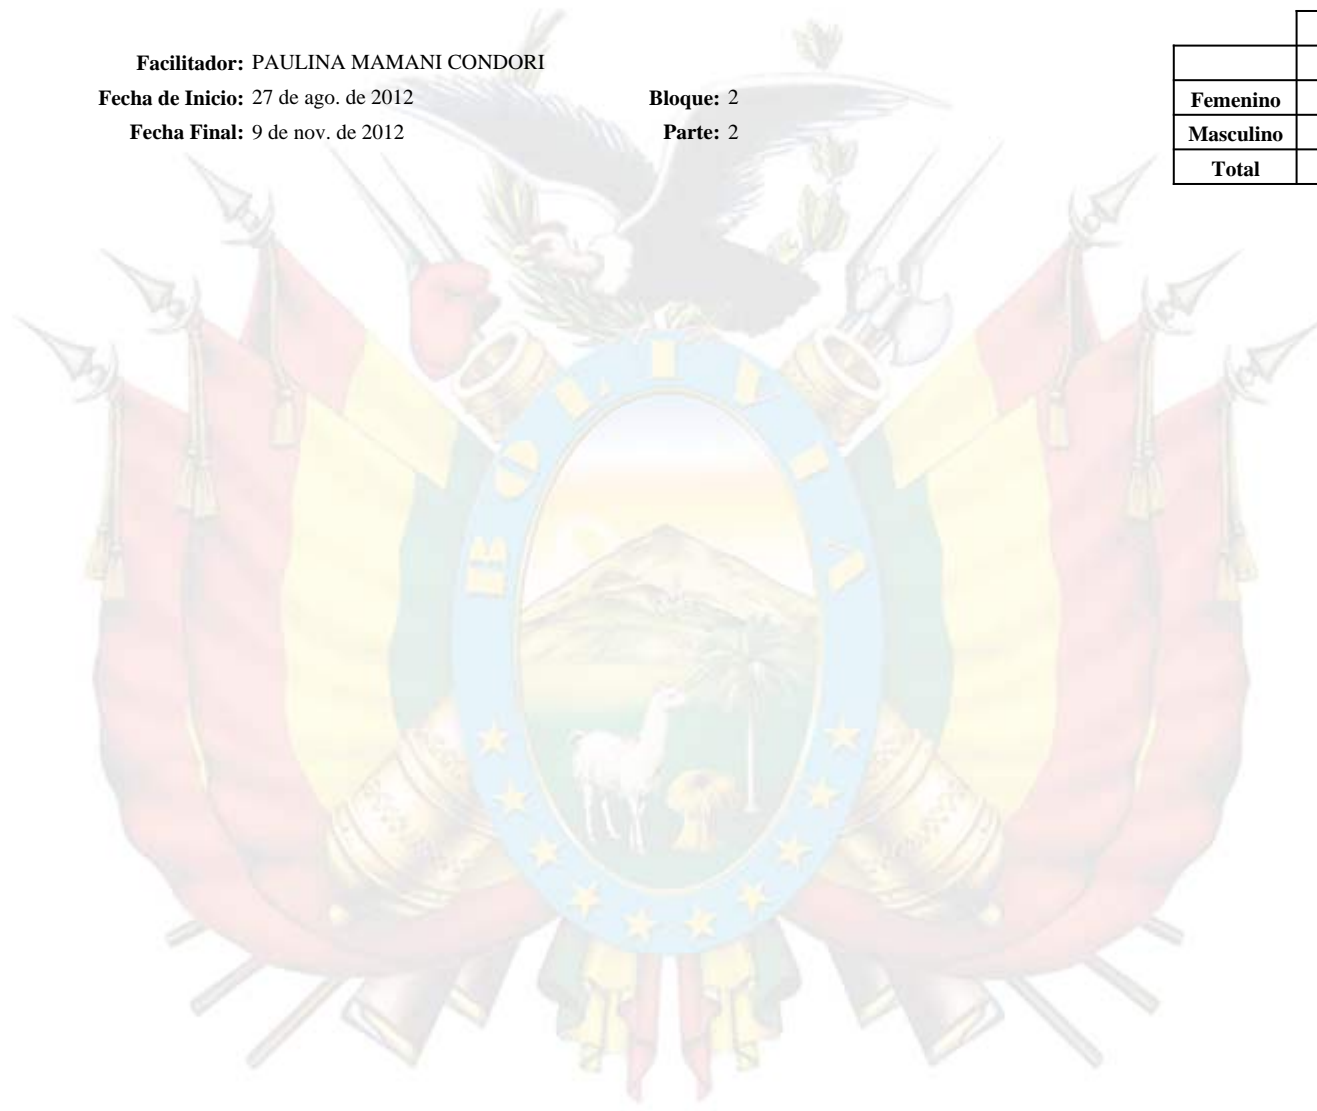 Facilitador: PAULINA MAMANI CONDORI
Fecha de Inicio: 27 de ago. de 2012 Bloque: 2
Fecha Final: 9 de nov. de 2012 Parte: 2
Femenino
Masculino
Total
BOLIVIA